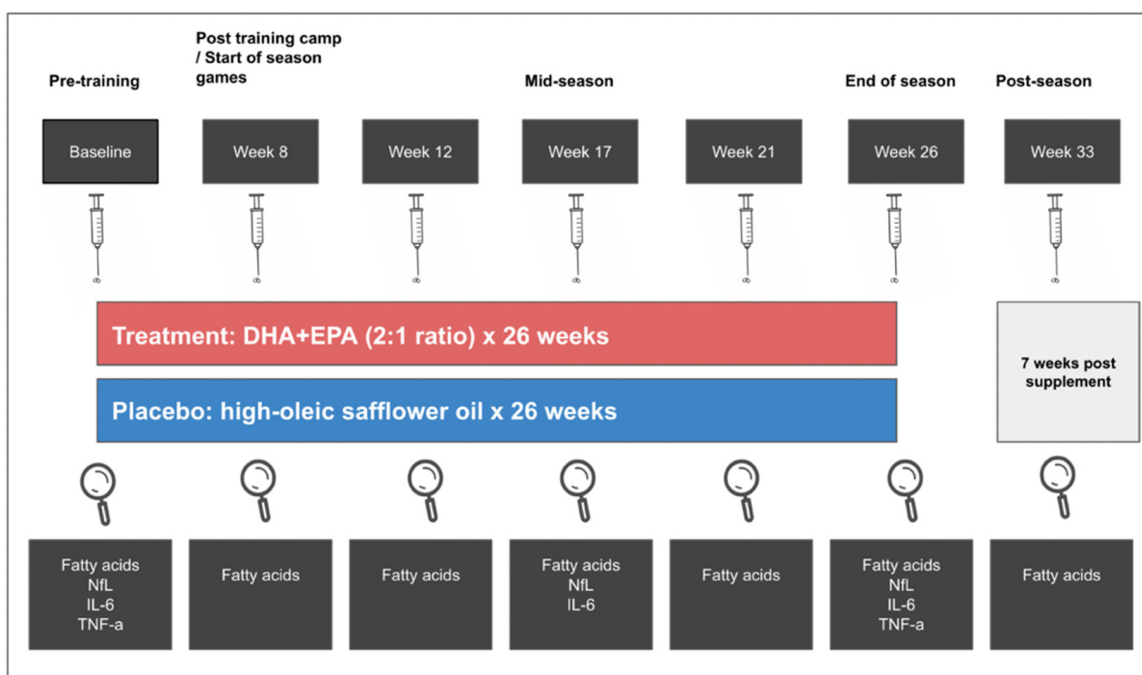 Post training camp
/ Start of season
games
Pre-training
Mid-season
End of season
Post-season
Baseline
Week 8
Week 12
Week 17
Week 21
Week 26
Week 33
Treatment: DHA+EPA (2:1 ratio) x 26 weeks
Placebo: high-oleic safflower oil x 26 weeks
7 weeks post
supplement
Fatty acids
NfL
IL-6
TNF-a
Fatty acids
Fatty acids
Fatty acids
NfL
IL-6
Fatty acids
Fatty acids
NfL
IL-6
TNF-a
Fatty acids